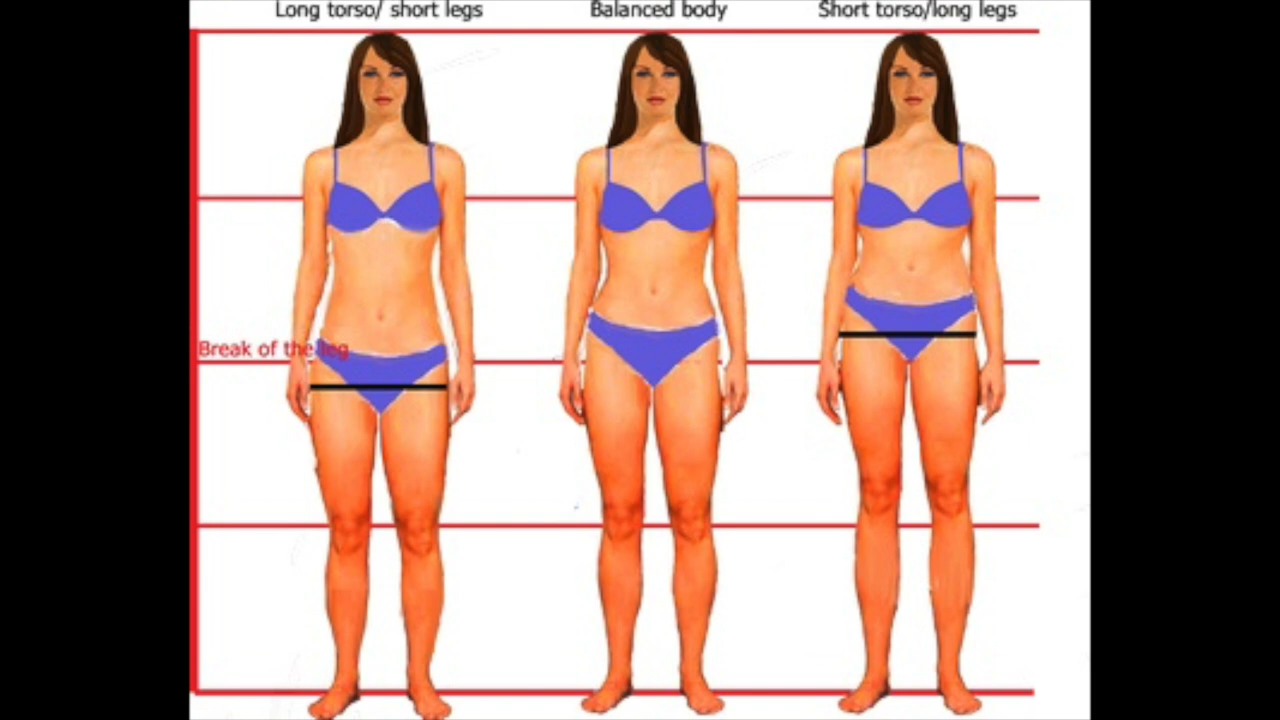 Long torso/ short legs
Balanced body
Short torso/long legs
Break of the leg